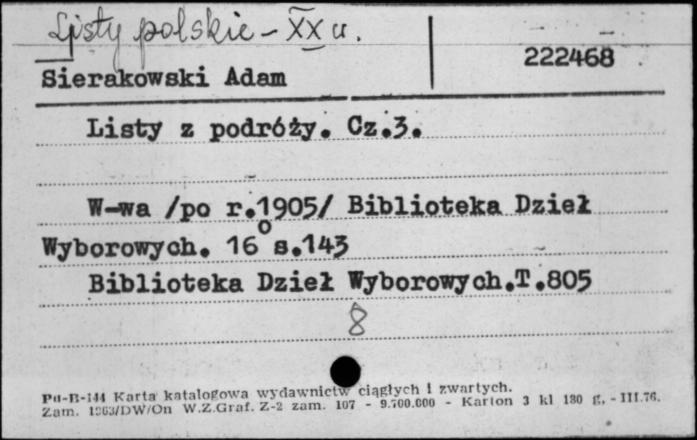 Listy polskie - XX w.
222468
Sierakowski Adam
Listy z podróży. Cz.3.
W-wa /po r.1905/ Biblioteka Dzieł
Wyborowych. 16° s.143
Biblioteka Dzieł Wyborowych.T.805
8
Pu-B-144 Karta katalogowa wydawnictw ciągłych i zwartych.
Zam. 1363/DW/On W.Z.Graf. Z-2 zam. 107 - 9.700.000 - Karton 3 kl 180 g. - III.76.